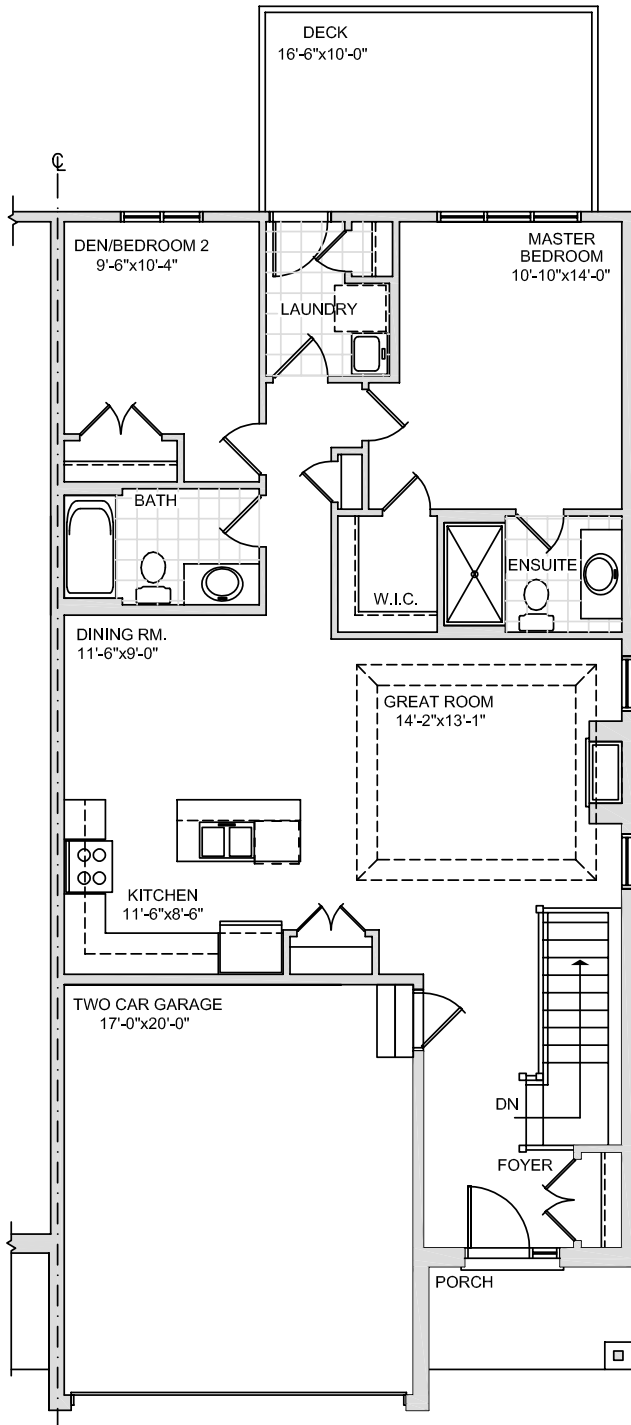 DECK
16'-6"x10'-0"
℄
DEN/BEDROOM 2
9'-6"x10'-4"
MASTER
BEDROOM
10'-10"x14'-0"
LAUNDRY
BATH
ENSUITE
W.I.C.
DINING RM.
11'-6"x9'-0"
GREAT ROOM
14'-2"x13'-1"
KITCHEN
11'-6"x8'-6"
TWO CAR GARAGE
17'-0"x20'-0"
DN
FOYER
PORCH